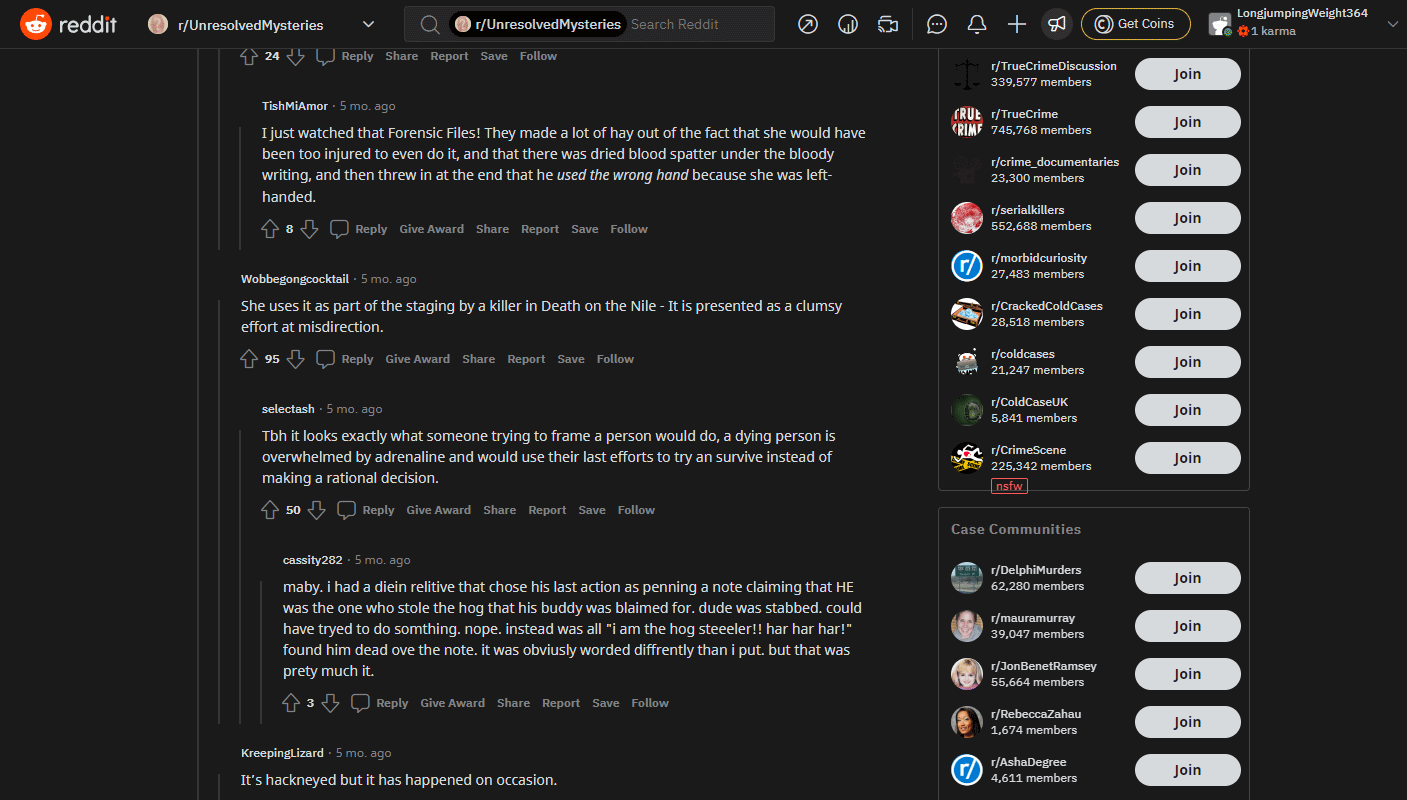 reddit
r/UnresolvedMysteries
r/UnresolvedMysteries Search Reddit
Get Coins
LongjumpingWeight364
1 karma
24 Reply Share Report Save Follow
TishMiAmor · 5 mo. ago
I just watched that Forensic Files! They made a lot of hay out of the fact that she would have
been too injured to even do it, and that there was dried blood spatter under the bloody
writing, and then threw in at the end that he used the wrong hand because she was left-
handed.
8 Reply Give Award Share Report Save Follow
Wobbegongcocktail · 5 mo. ago
She uses it as part of the staging by a killer in Death on the Nile - It is presented as a clumsy
effort at misdirection.
95 Reply Give Award Share Report Save Follow
selectash · 5 mo. ago
Tbh it looks exactly what someone trying to frame a person would do, a dying person is
overwhelmed by adrenaline and would use their last efforts to try an survive instead of
making a rational decision.
50 Reply Give Award Share Report Save Follow
cassity282 · 5 mo. ago
maby. i had a diein relitive that chose his last action as penning a note claiming that HE
was the one who stole the hog that his buddy was blaimed for. dude was stabbed. could
have tryed to do somthing. nope. instead was all "i am the hog steeeler!! har har har!"
found him dead ove the note. it was obviusly worded diffrently than i put. but that was
prety much it.
3 Reply Give Award Share Report Save Follow
KreepingLizard · 5 mo. ago
It's hackneyed but it has happened on occasion.
r/TrueCrimeDiscussion
339,577 members
Join
TRUE
CRIME
r/TrueCrime
745,768 members
Join
r/crime_documentaries
23,300 members
Join
r/serialkillers
552,688 members
Join
r/
r/morbidcuriosity
27,483 members
Join
r/CrackedColdCases
28,518 members
Join
r/coldcases
21,247 members
Join
r/ColdCaseUK
5,841 members
Join
r/CrimeScene
225,342 members
nsfw
Join
Case Communities
r/DelphiMurders
62,280 members
Join
r/mauramurray
39,047 members
Join
r/JonBenetRamsey
55,664 members
Join
r/RebeccaZahau
1,674 members
Join
r/
r/AshaDegree
4,611 members
Join